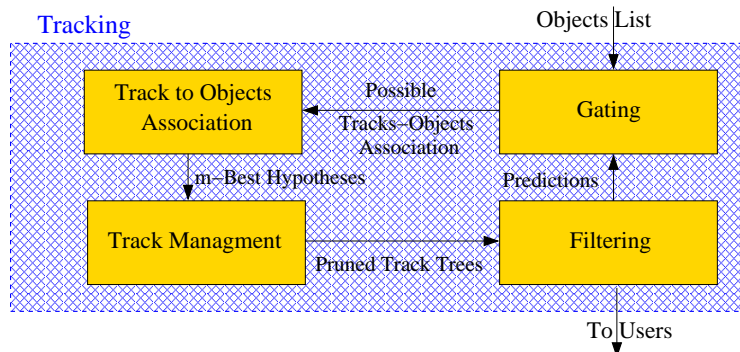 Tracking
Objects List
Track to Objects
Association
Possible
Tracks–Objects
Association
Gating
m–Best Hypotheses
Predictions
Track Managment
Pruned Track Trees
Filtering
To Users